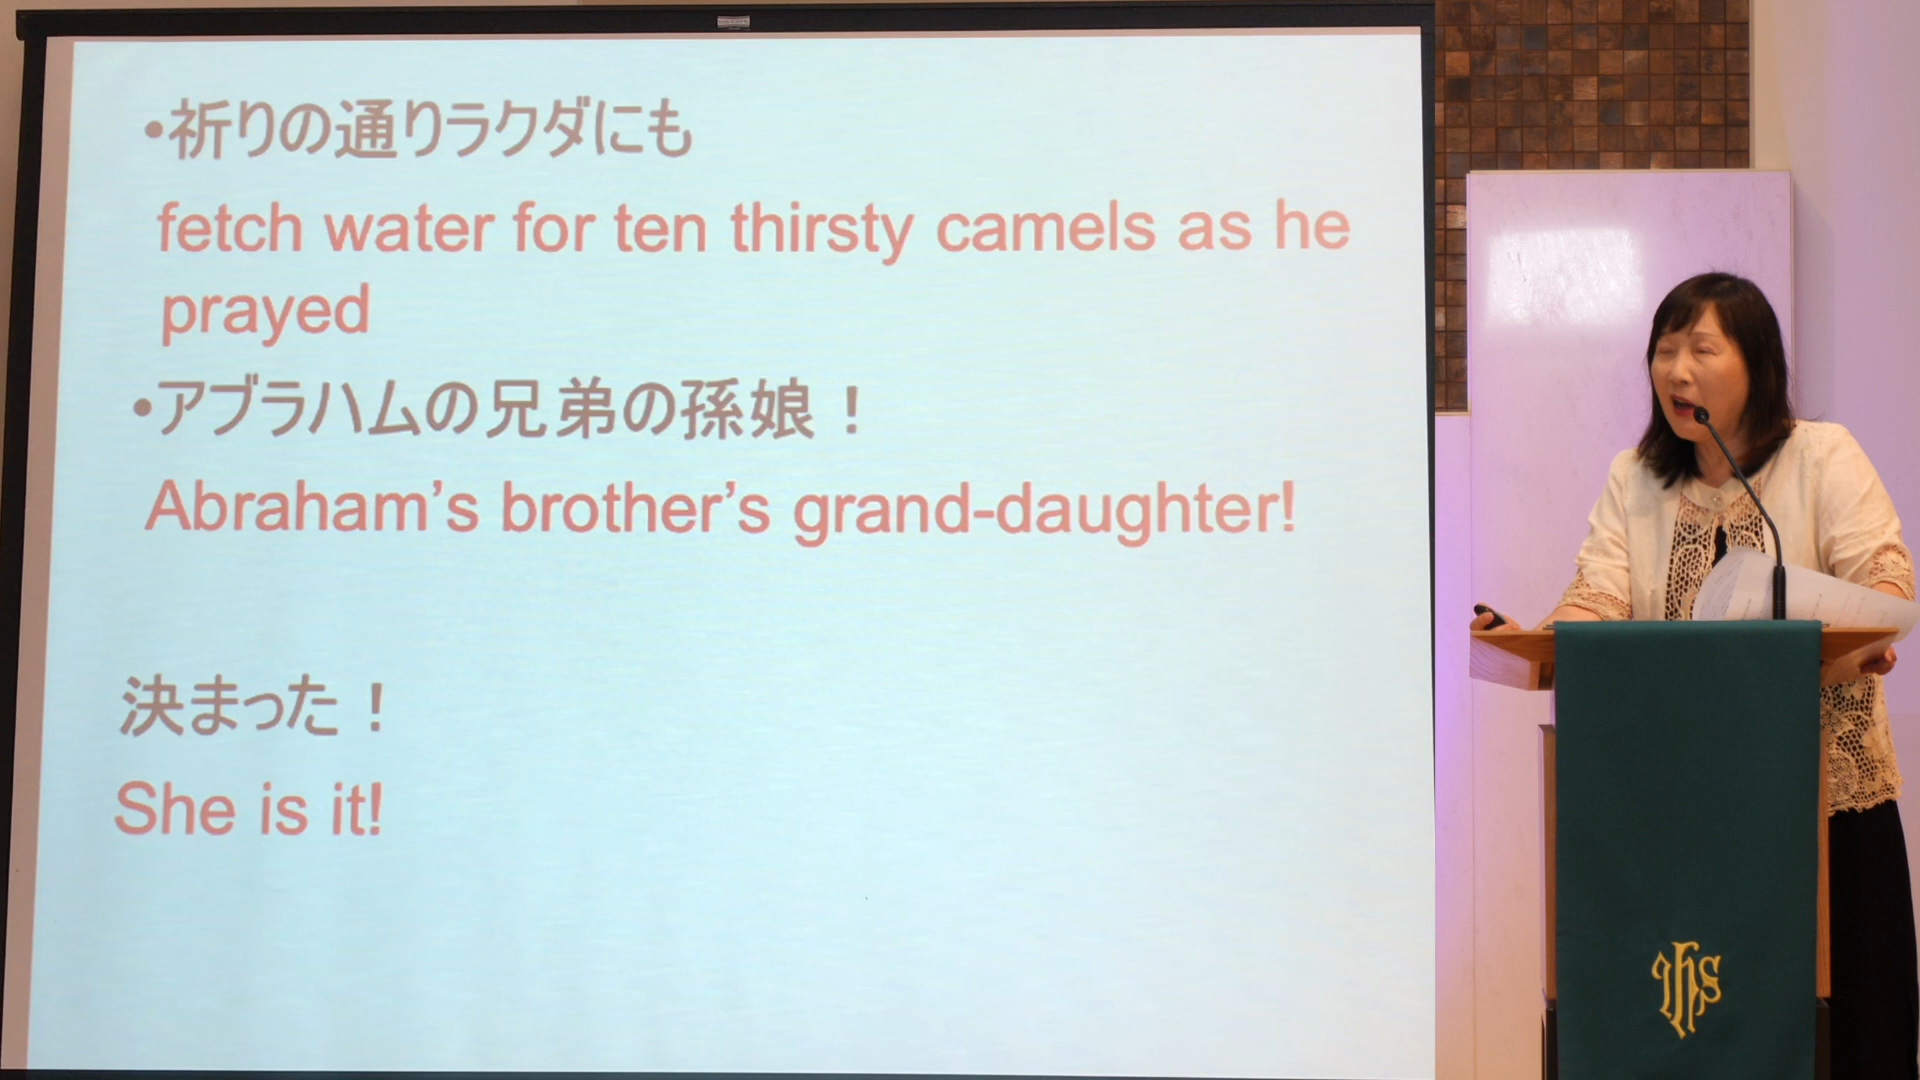 •祈りの通りラクダにも
fetch water for ten thirsty camels as he
prayed
•アブラハムの兄弟の孫娘！
Abraham’s brother’s grand-daughter!
決まった！
She is it!
IHS